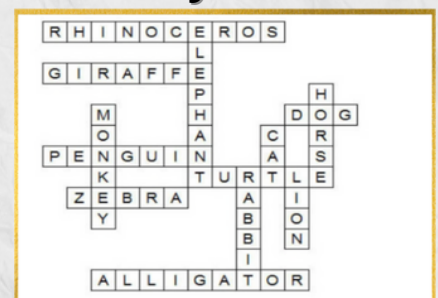 RHINOCEROS
ELEPHANT
GIRAFFE
HORSE
MONKEY
DOG
CAT
PENGUIN
TURTLE
RABBIT
LION
ZEBRA
ALLIGATOR